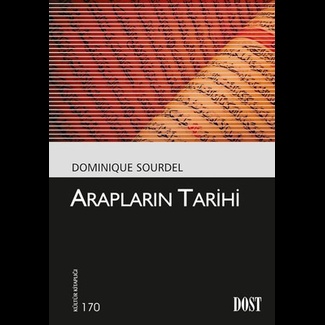 DOMINIQUE SOURDEL
ARAPLARIN TARİHİ
KÜLTÜR KİTAPLIĞI
170
DOST